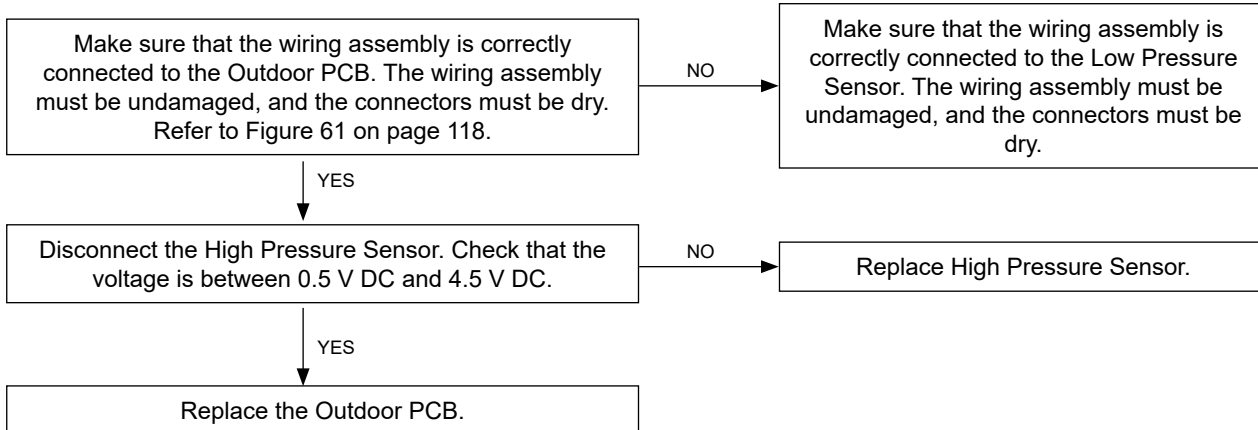 Make sure that the wiring assembly is correctly
connected to the Outdoor PCB. The wiring assembly
must be undamaged, and the connectors must be dry.
Refer to Figure 61 on page 118.
NO
Make sure that the wiring assembly is
correctly connected to the Low Pressure
Sensor. The wiring assembly must be
undamaged, and the connectors must be
dry.
YES
Disconnect the High Pressure Sensor. Check that the
voltage is between 0.5 V DC and 4.5 V DC.
NO
Replace High Pressure Sensor.
YES
Replace the Outdoor PCB.